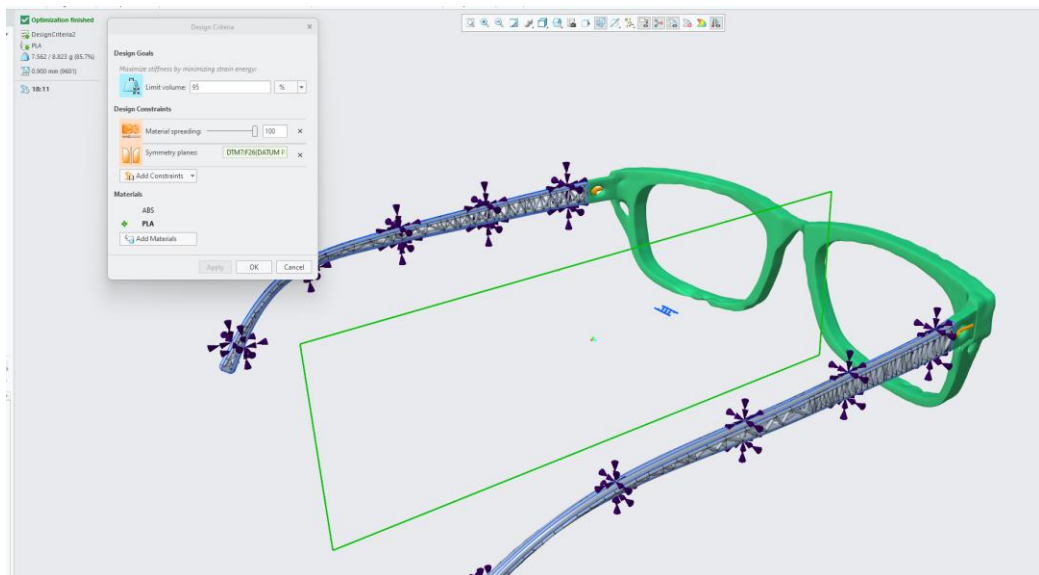 Optimization finished
DesignCriteria2
PLA
7.562 / 8.823 g (85.7%)
0.900 mm (9601)
18:11
Design Criteria
Design Goals
Maximize stiffness by minimizing strain energy:
Limit volume: 95 %
Design Constraints
Material spreading: 100
Symmetry planes: DTM7:F26(DATUM P
Add Constraints
Materials
ABS
PLA
Add Materials
Apply OK Cancel